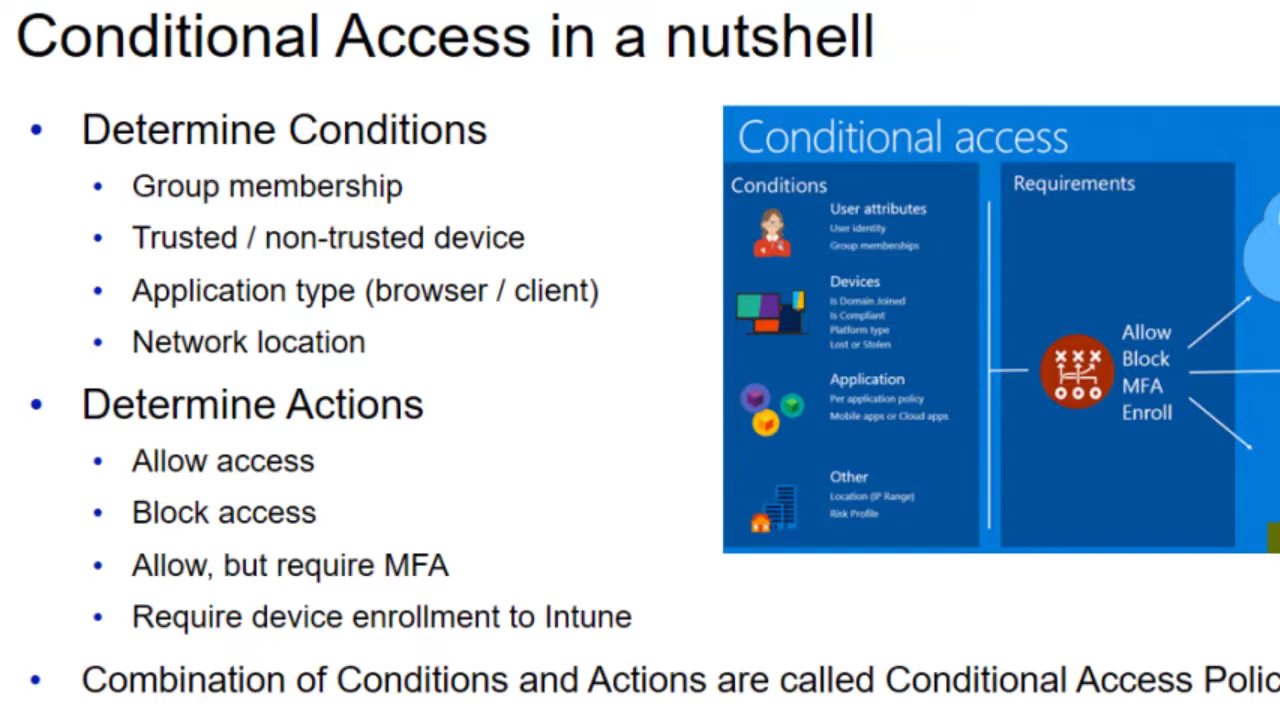 Conditional Access in a nutshell
• Determine Conditions
• Group membership
• Trusted / non-trusted device
• Application type (browser / client)
• Network location
• Determine Actions
• Allow access
• Block access
• Allow, but require MFA
• Require device enrollment to Intune
• Combination of Conditions and Actions are called Conditional Access Polic
Conditional access
Conditions
User attributes
User identity
Group memberships
Devices
Is Domain Joined
Is Compliant
Platform type
Lost or Stolen
Application
Per application policy
Mobile apps or Cloud apps
Other
Location (IP Range)
Risk Profile
Requirements
Allow
Block
MFA
Enroll